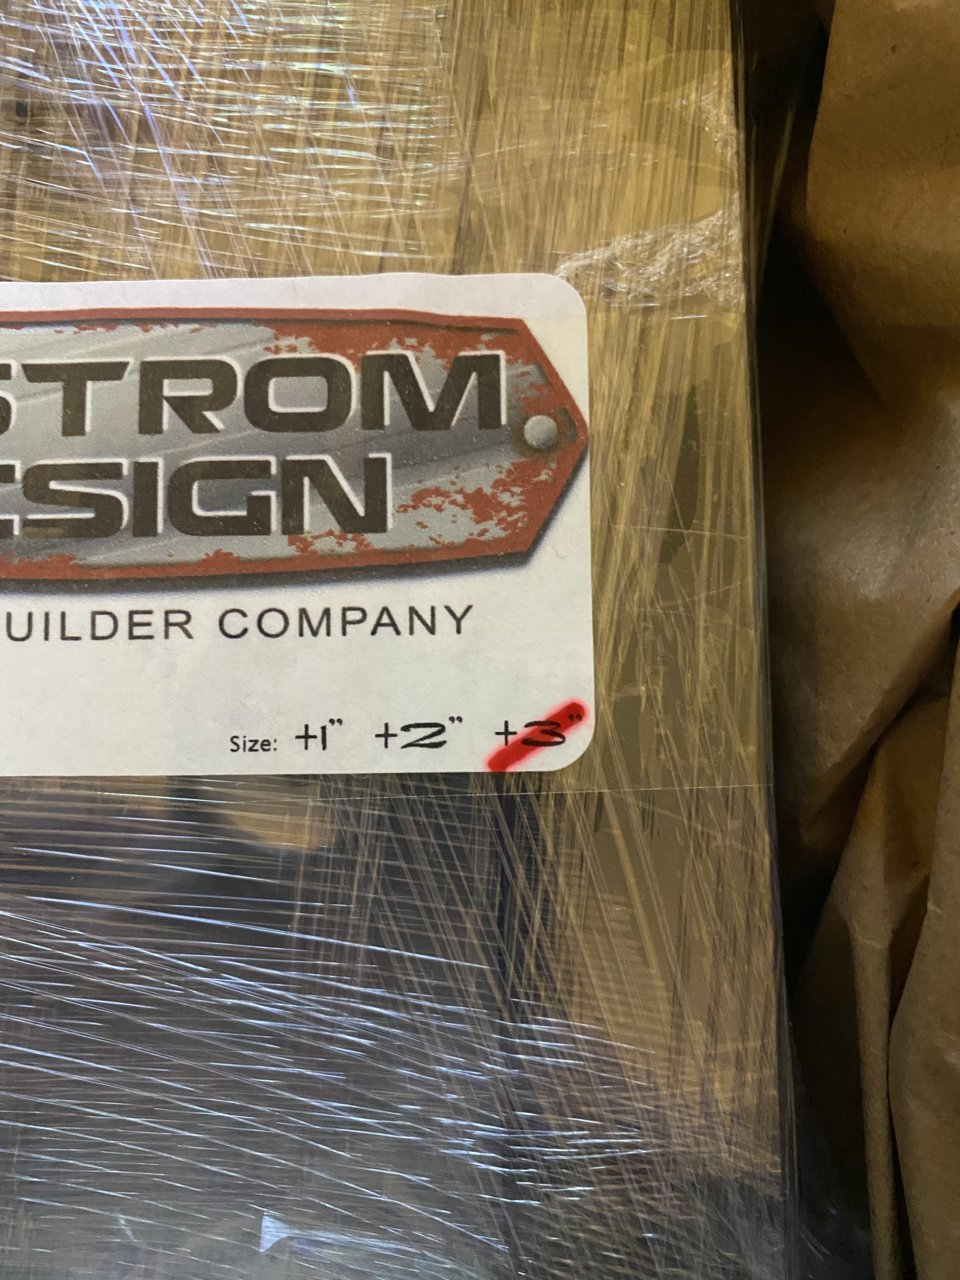 STROM
ESIGN
UILDER COMPANY
Size: +1" +2" +3"